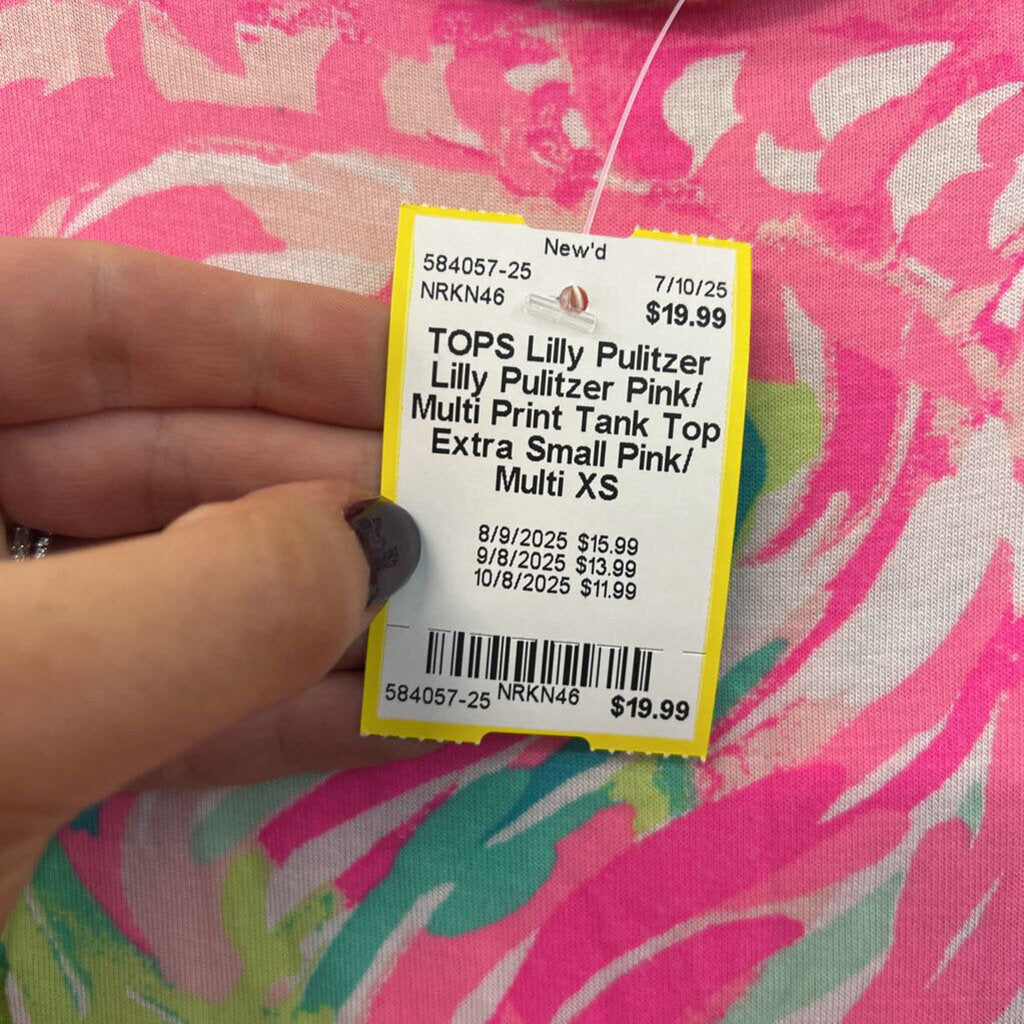 New'd
584057-25
7/10/25
NRKN46
$19.99
TOPS Lilly Pulitzer
Lilly Pulitzer Pink/
Multi Print Tank Top
Extra Small Pink/
Multi XS
8/9/2025 $15.99
9/8/2025 $13.99
10/8/2025 $11.99
584057-25 NRKN46 $19.99